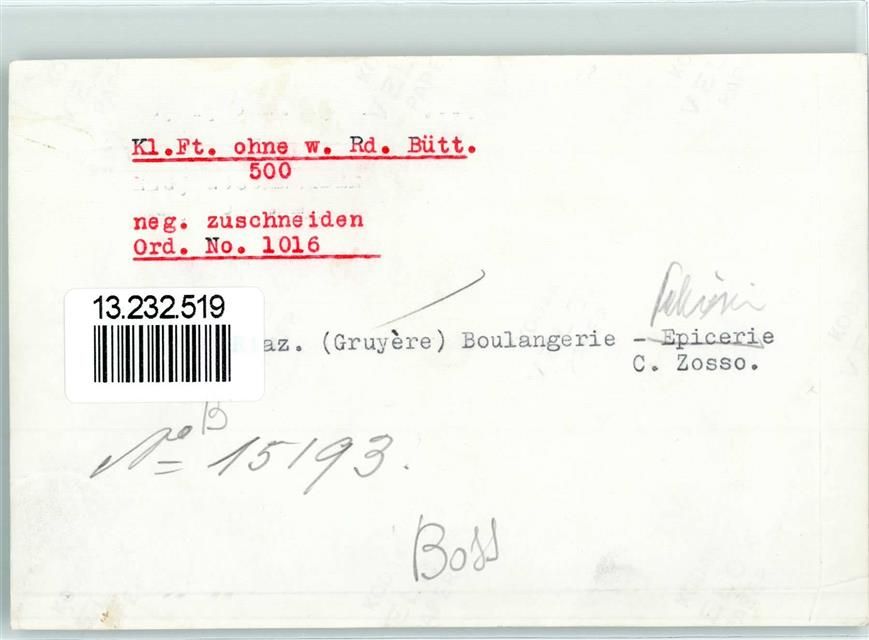 Kl.Ft. ohne w. Rd. Bütt.
500
neg. zuschneiden
Ord. No. 1016
13.232.519
az. (Gruyère) Boulangerie - Epicerie
C. Zosso.
B
No 15193.
Boss